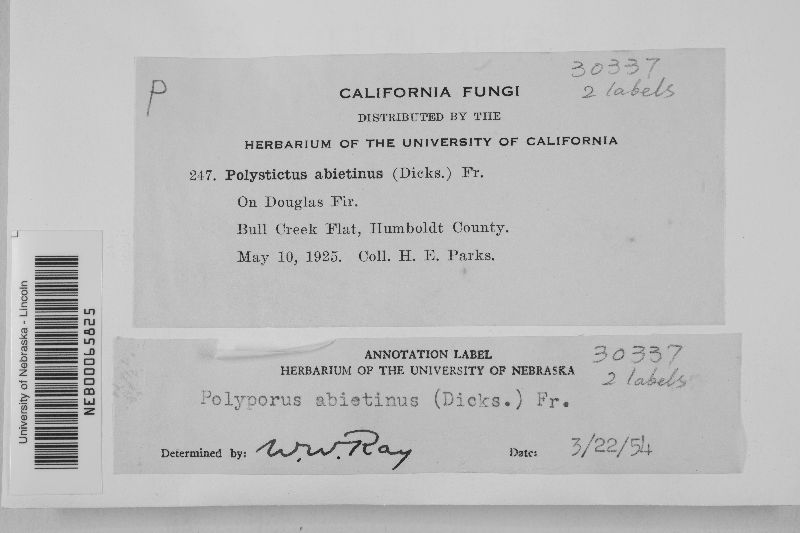 P
30337
2 labels
CALIFORNIA FUNGI
DISTRIBUTED BY THE
HERBARIUM OF THE UNIVERSITY OF CALIFORNIA
247. Polystictus abietinus (Dicks.) Fr.
On Douglas Fir.
Bull Creek Flat, Humboldt County.
May 10, 1925. Coll. H. E. Parks.
University of Nebraska - Lincoln
NEB00065825
ANNOTATION LABEL
HERBARIUM OF THE UNIVERSITY OF NEBRASKA
30337
2 labels
Polyporus abietinus (Dicks.) Fr.
Determined by: W.W. Ray Date: 3/22/54